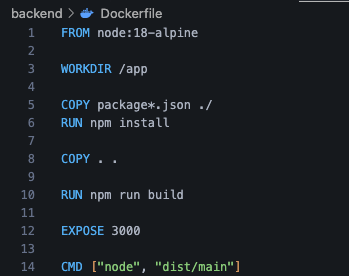 backend > Dockerfile
1 FROM node:18-alpine
2
3 WORKDIR /app
4
5 COPY package*.json ./
6 RUN npm install
7
8 COPY . .
9
10 RUN npm run build
11
12 EXPOSE 3000
13
14 CMD ["node", "dist/main"]